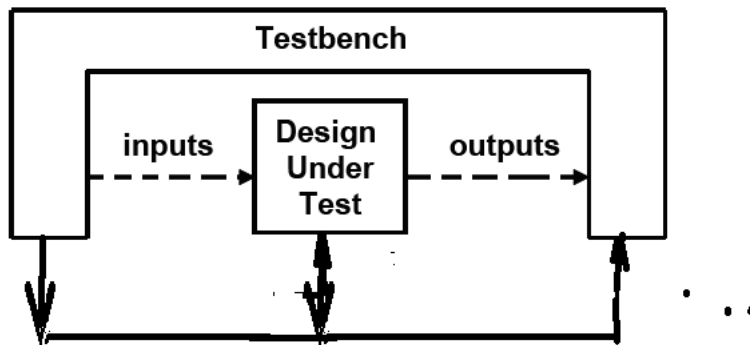 Testbench
inputs
Design
Under
Test
outputs